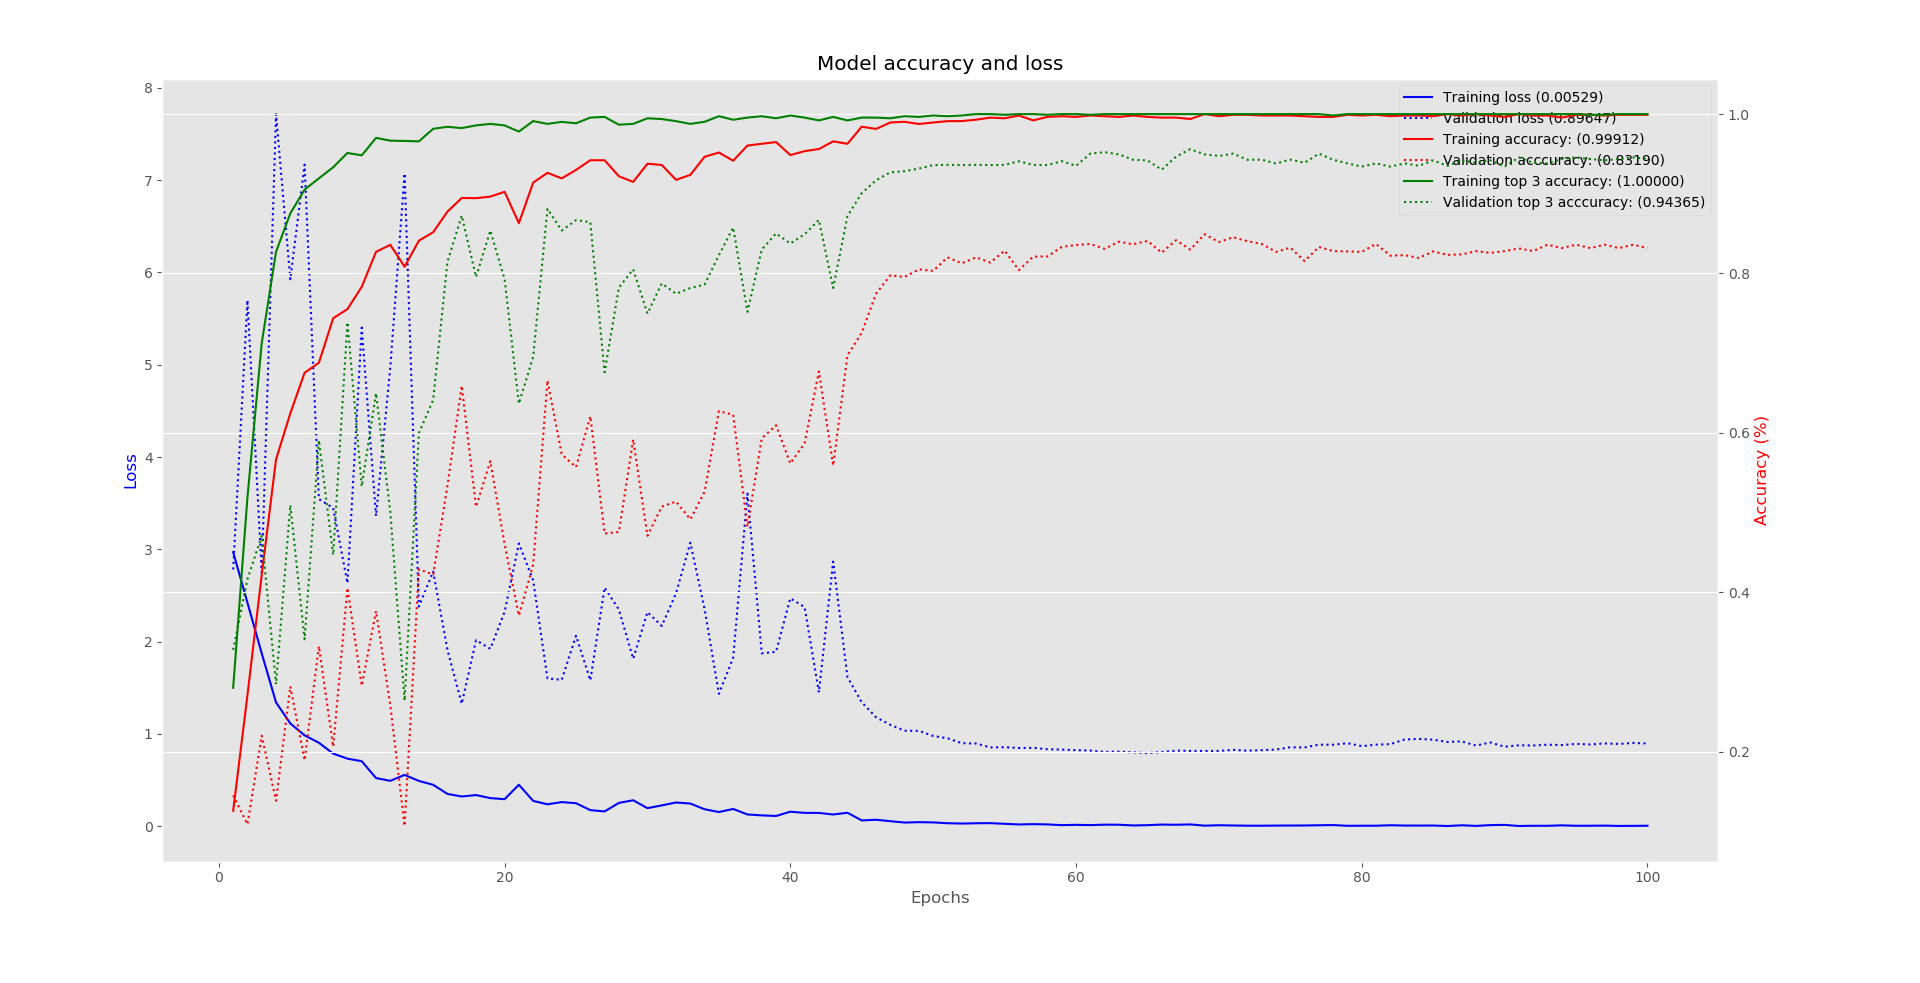 Model accuracy and loss
8
7
6
5
4
3
2
1
0
Loss
Training loss (0.00529)
Validation loss (0.89647)
Training accuracy: (0.99912)
Validation accuracy: (0.83190)
Training top 3 accuracy: (1.00000)
Validation top 3 acccuracy: (0.94365)
1.0
0.8
0.6
0.4
0.2
Accuracy (%)
0 20 40 60 80 100
Epochs